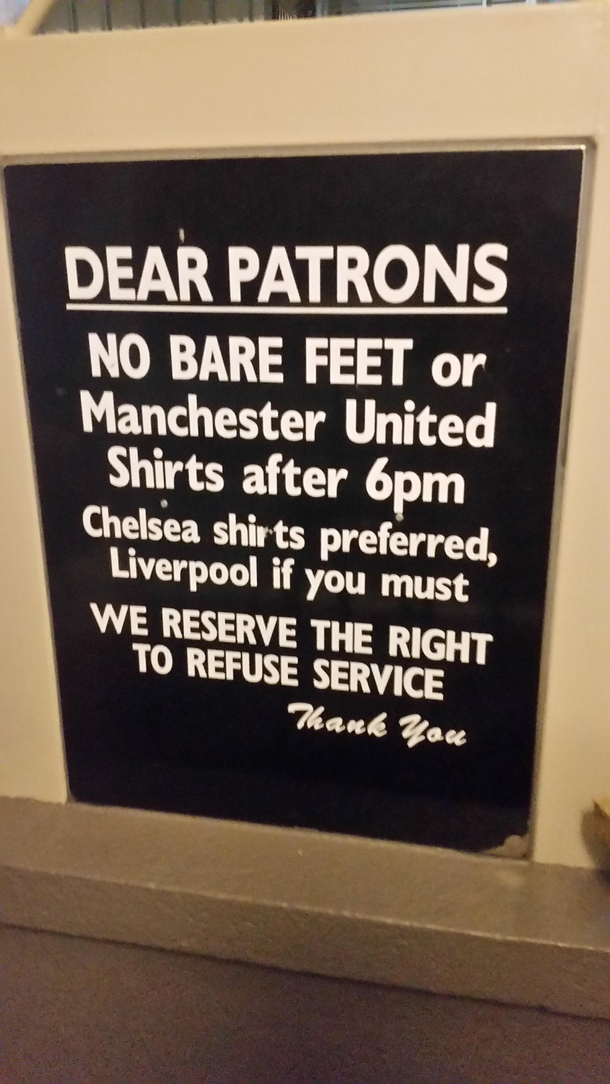 DEAR PATRONS
NO BARE FEET or
Manchester United
Shirts after 6pm
Chelsea shirts preferred,
Liverpool if you must
WE RESERVE THE RIGHT
TO REFUSE SERVICE
Thank You